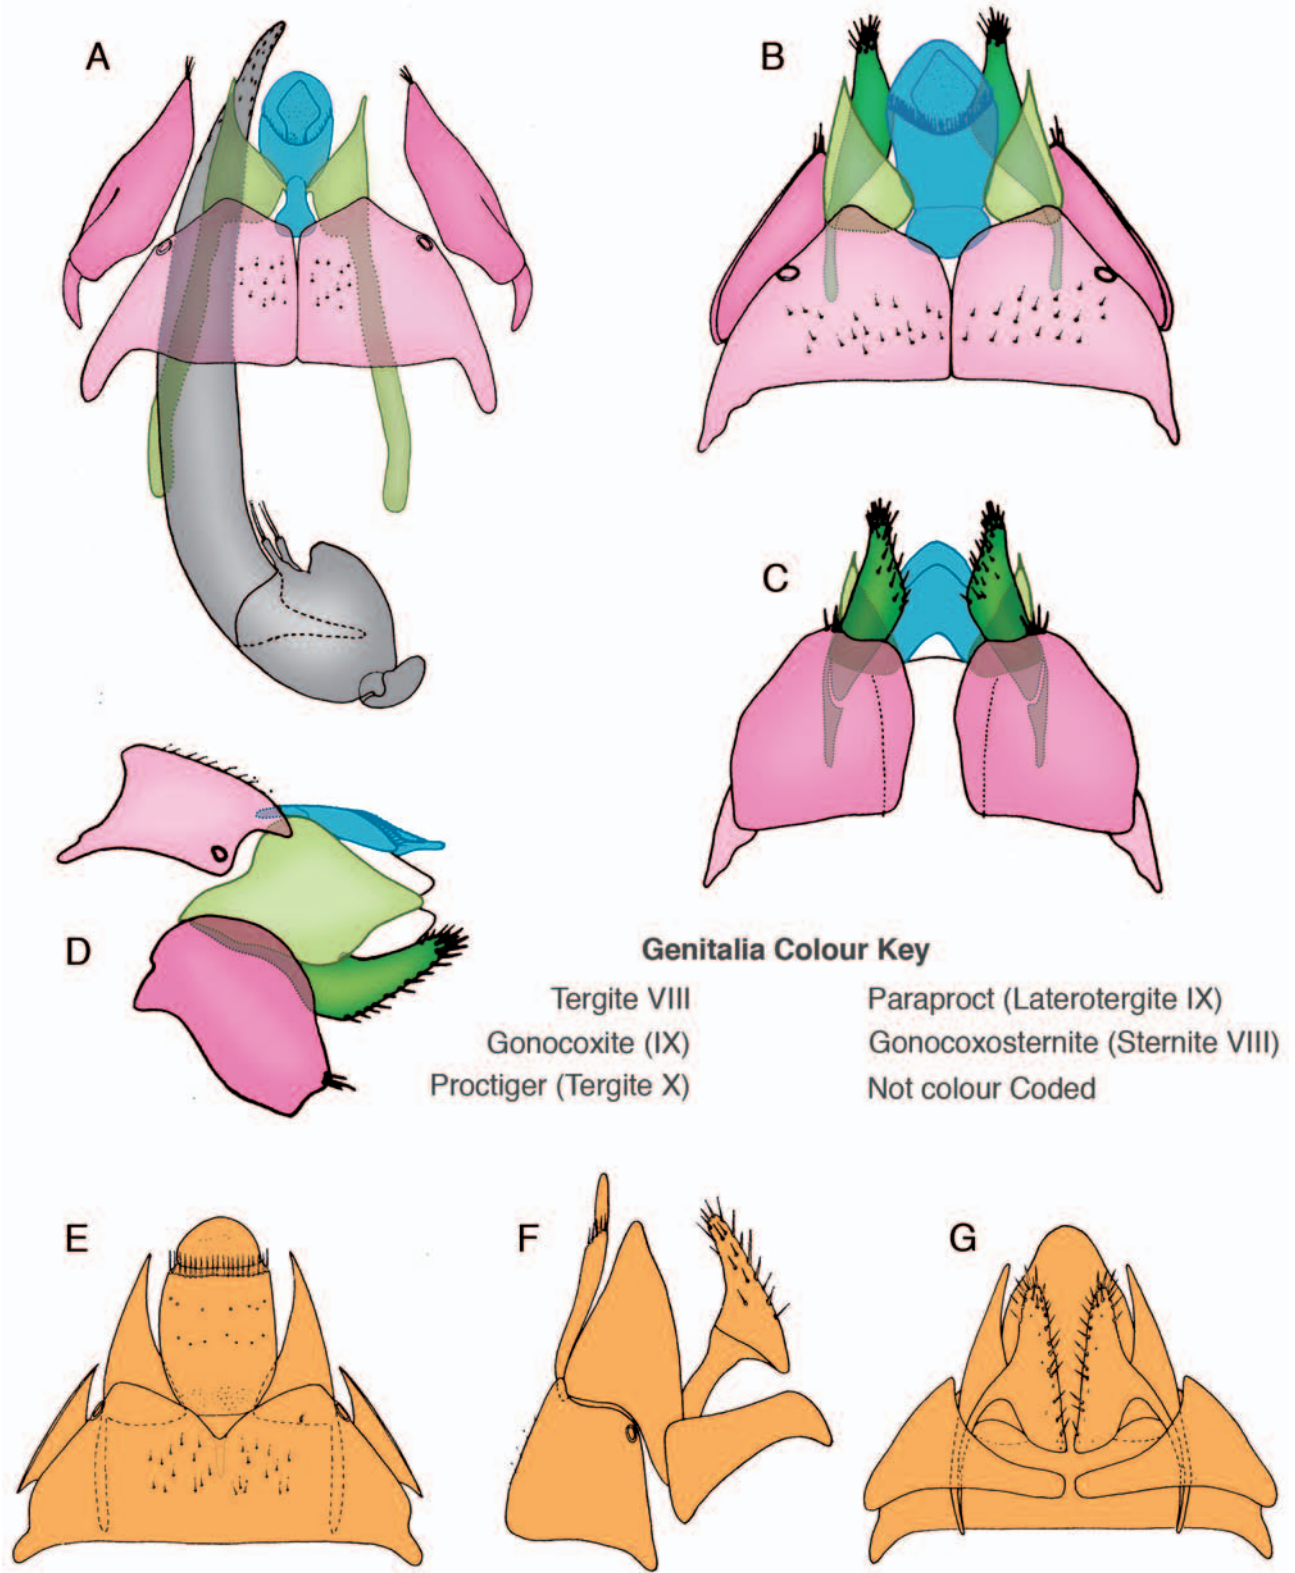 A
B
C
D
Genitalia Colour Key
Tergite VIII
Paraproct (Laterotergite IX)
Gonocoxite (IX)
Gonocoxosternite (Sternite VIII)
Proctiger (Tergite X)
Not colour Coded
E
F
G